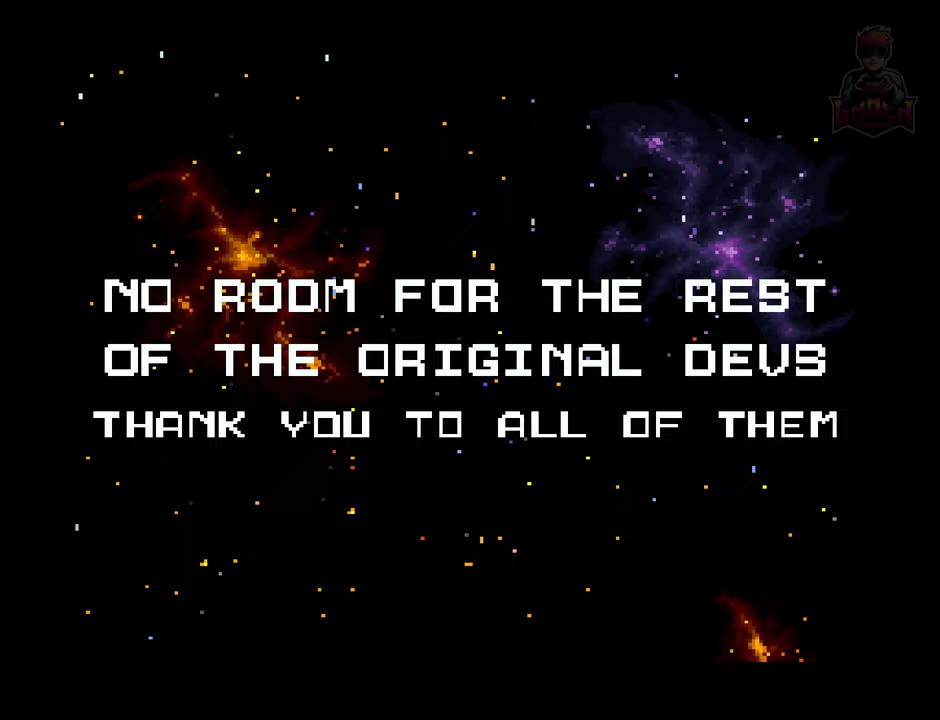 NO ROOM FOR THE REST
OF THE ORIGINAL DEVS
THANK YOU TO ALL OF THEM